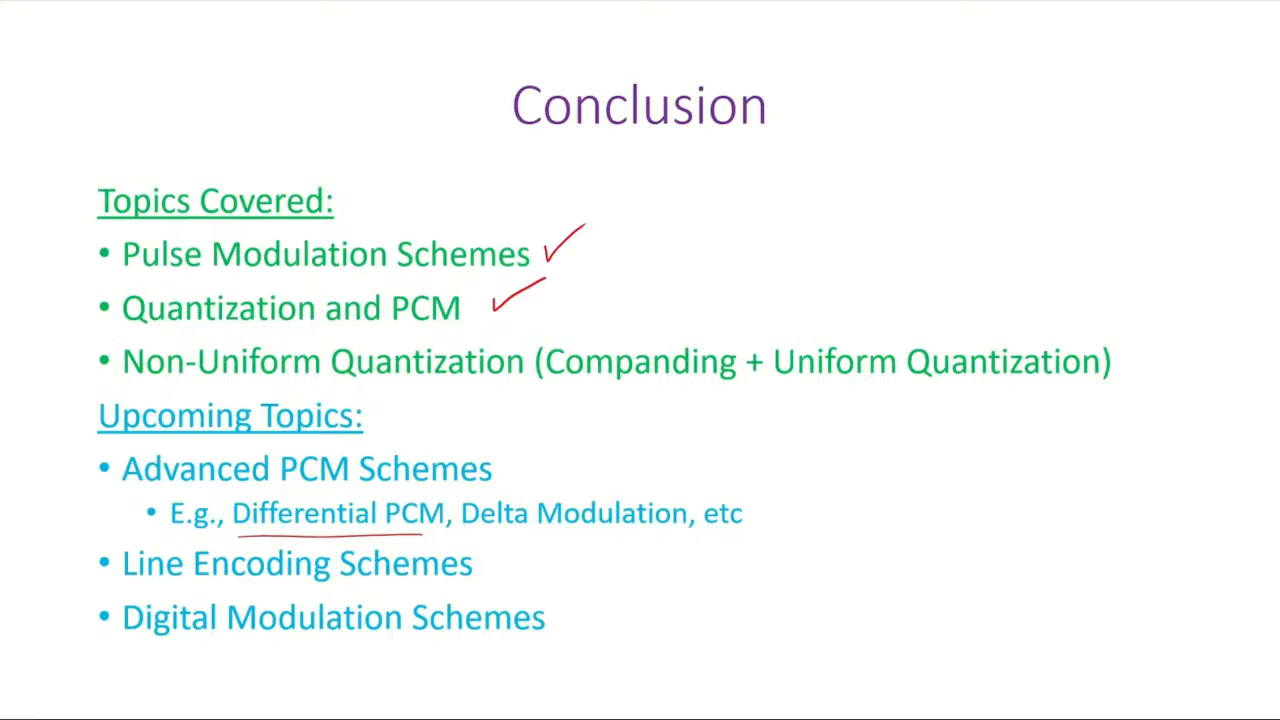 Conclusion
Topics Covered:
• Pulse Modulation Schemes
• Quantization and PCM
• Non-Uniform Quantization (Companding + Uniform Quantization)
Upcoming Topics:
• Advanced PCM Schemes
• E.g., Differential PCM, Delta Modulation, etc
• Line Encoding Schemes
• Digital Modulation Schemes